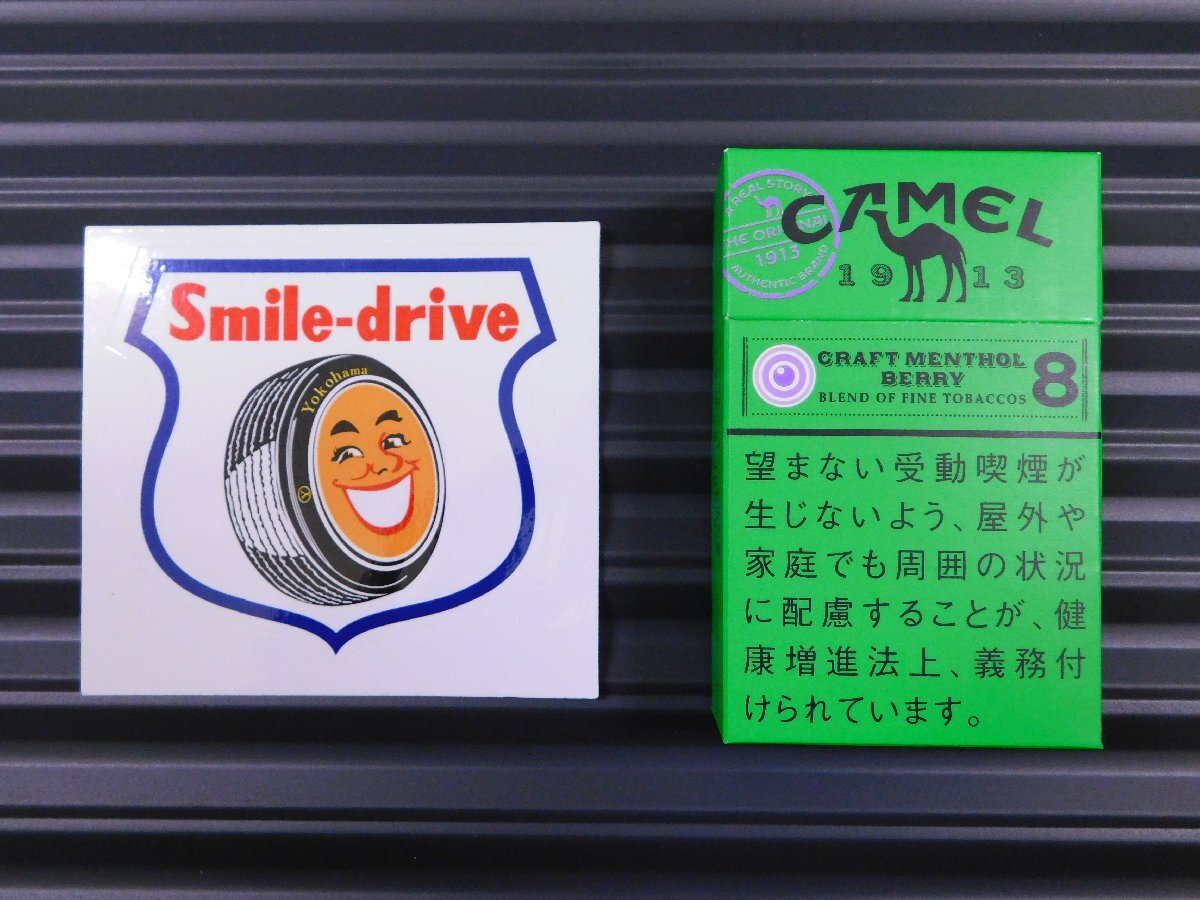 Smile-drive
Yokohama
A REAL STORY
THE ORIGINAL
1913
AUTHENTIC BRAND
CAMEL
1913
CRAFT MENTHOL
BERRY
8
BLEND OF FINE TOBACCOS
望まない受動喫煙が
生じないよう、屋外や
家庭でも周囲の状況
に配慮することが、健
康増進法上、義務付
けられています。